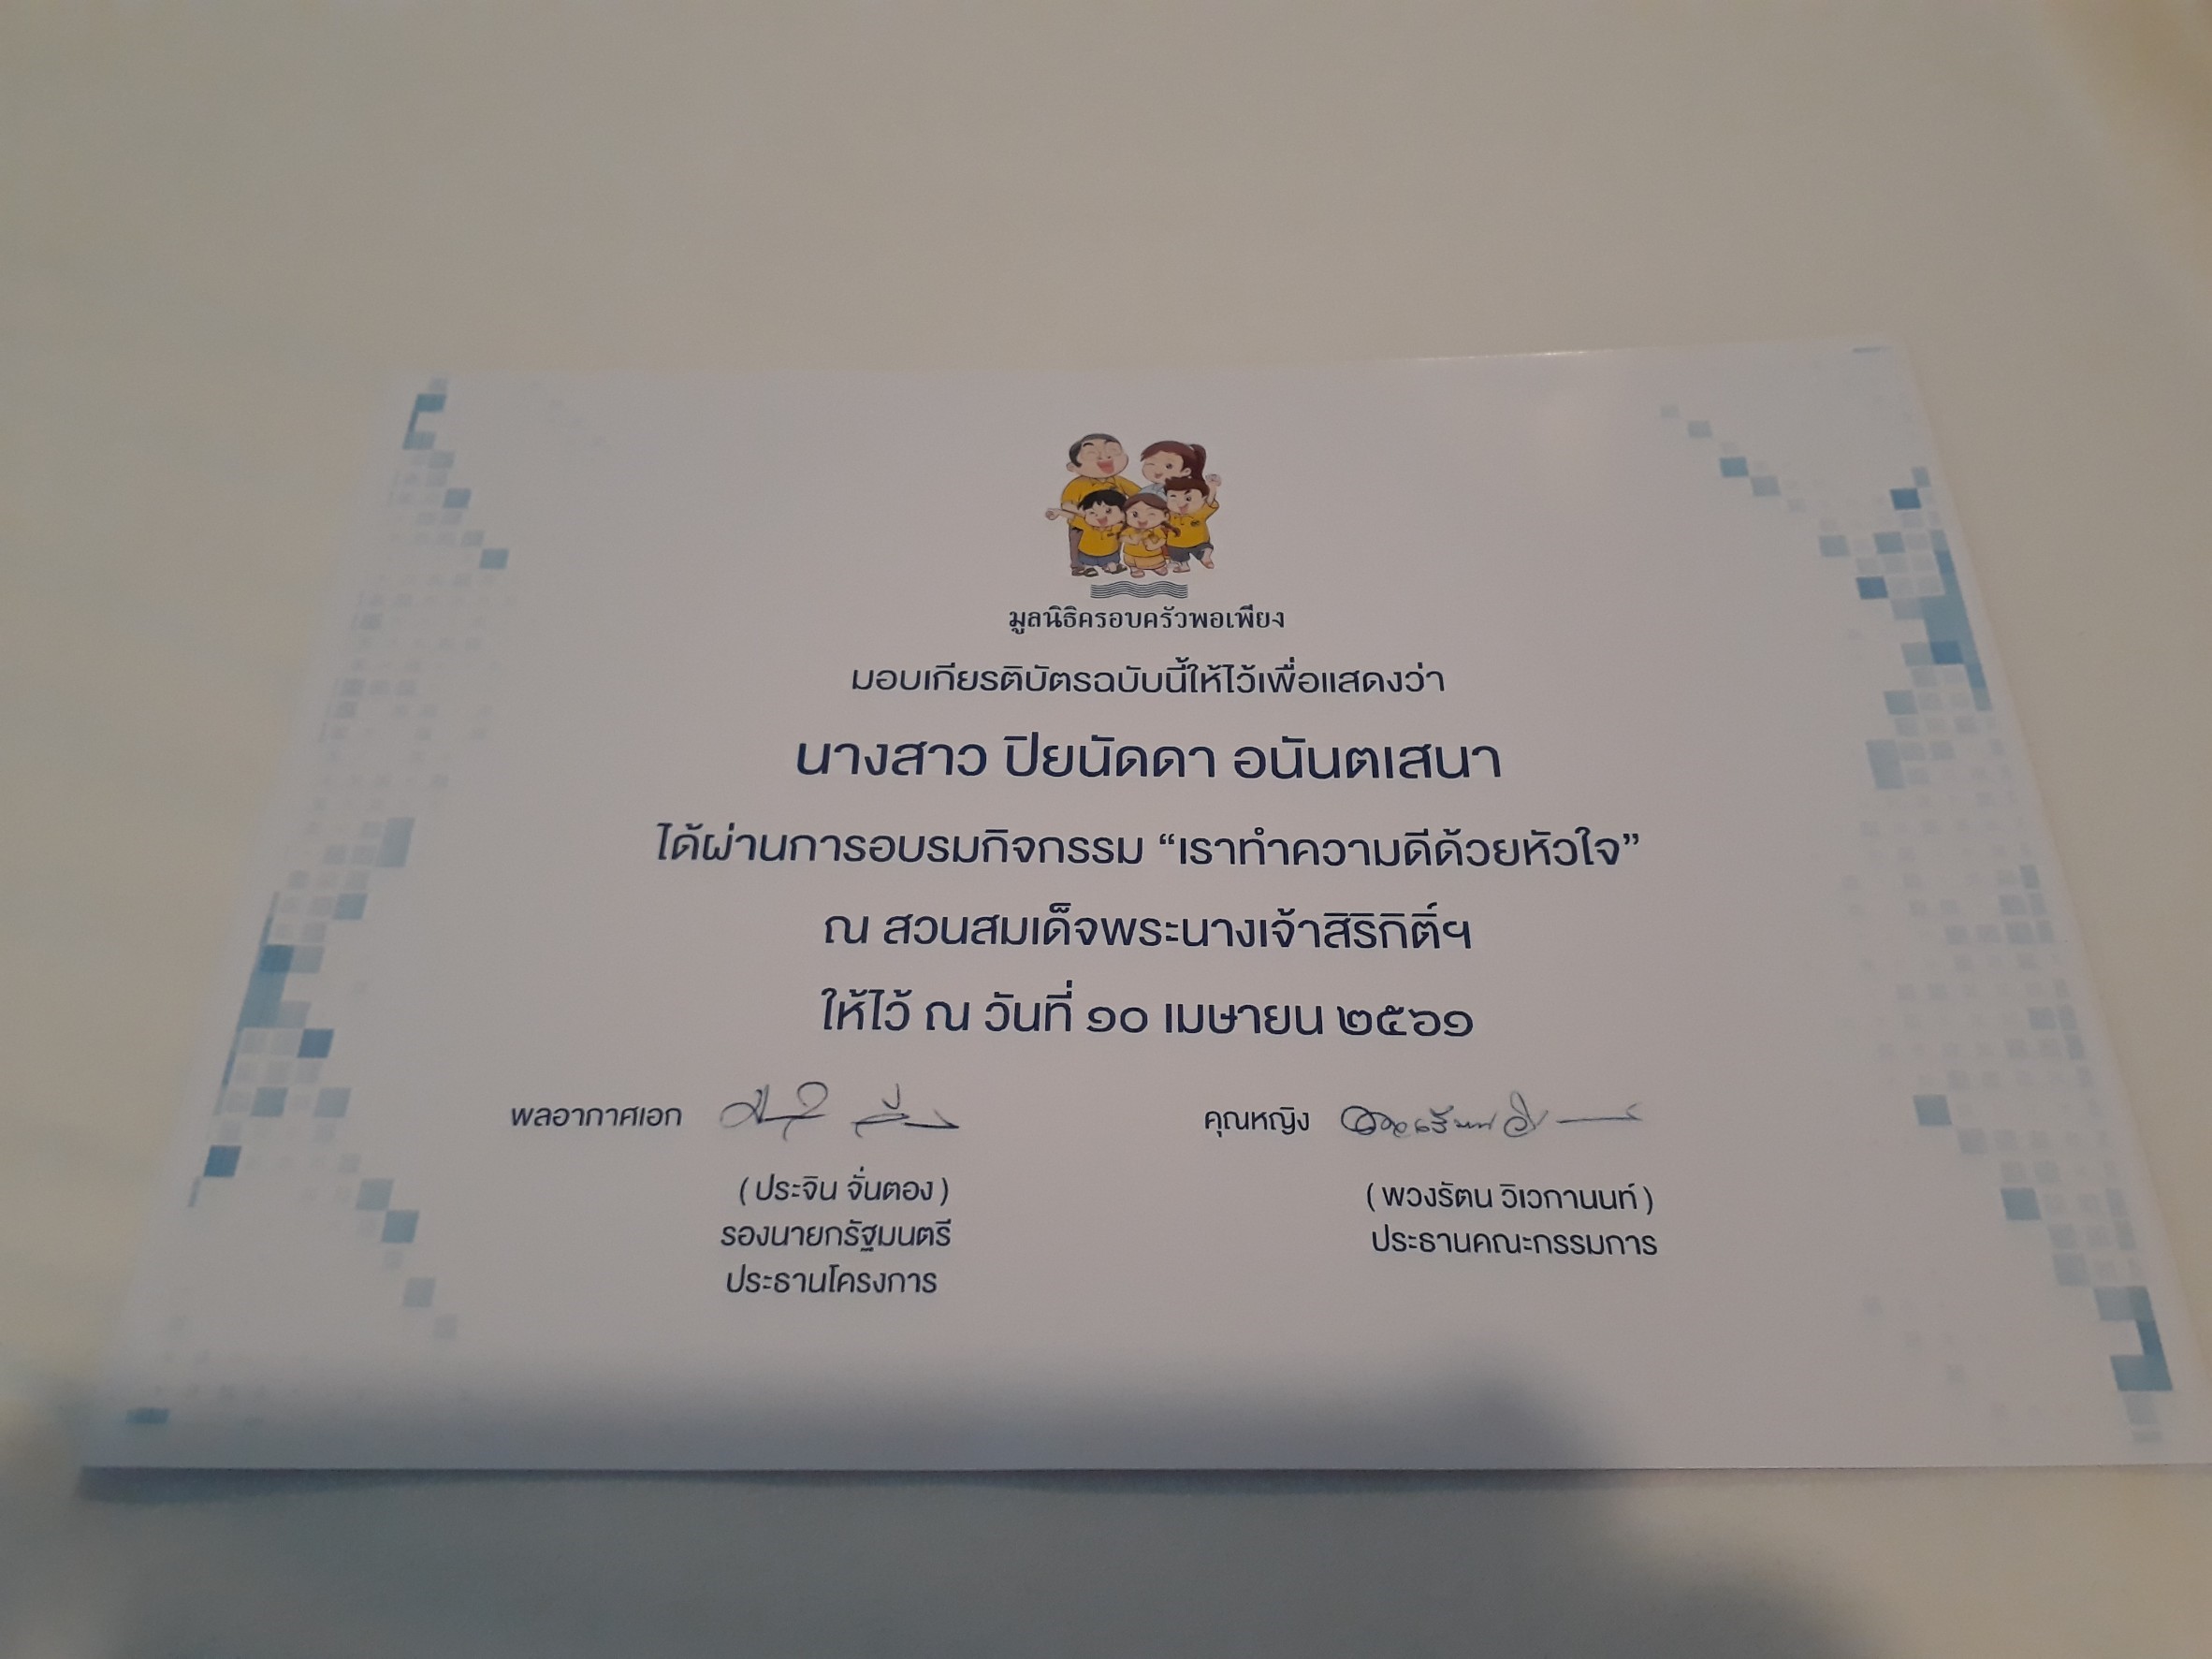 มูลนิธิครอบครัวพอเพียง
มอบเกียรติบัตรฉบับนี้ให้ไว้เพื่อแสดงว่า
นางสาว ปิยนัดดา อนันตเสนา
ได้ผ่านการอบรมกิจกรรม “เราทำความดีด้วยหัวใจ”
ณ สวนสมเด็จพระนางเจ้าสิริกิติ์ฯ
ให้ไว้ ณ วันที่ ๑๐ เมษายน ๒๕๖๑
พลอากาศเอก
(ประจิน จั่นตอง)
รองนายกรัฐมนตรี
ประธานโครงการ
คุณหญิง
(พวงรัตน วิเวกานนท์)
ประธานคณะกรรมการ